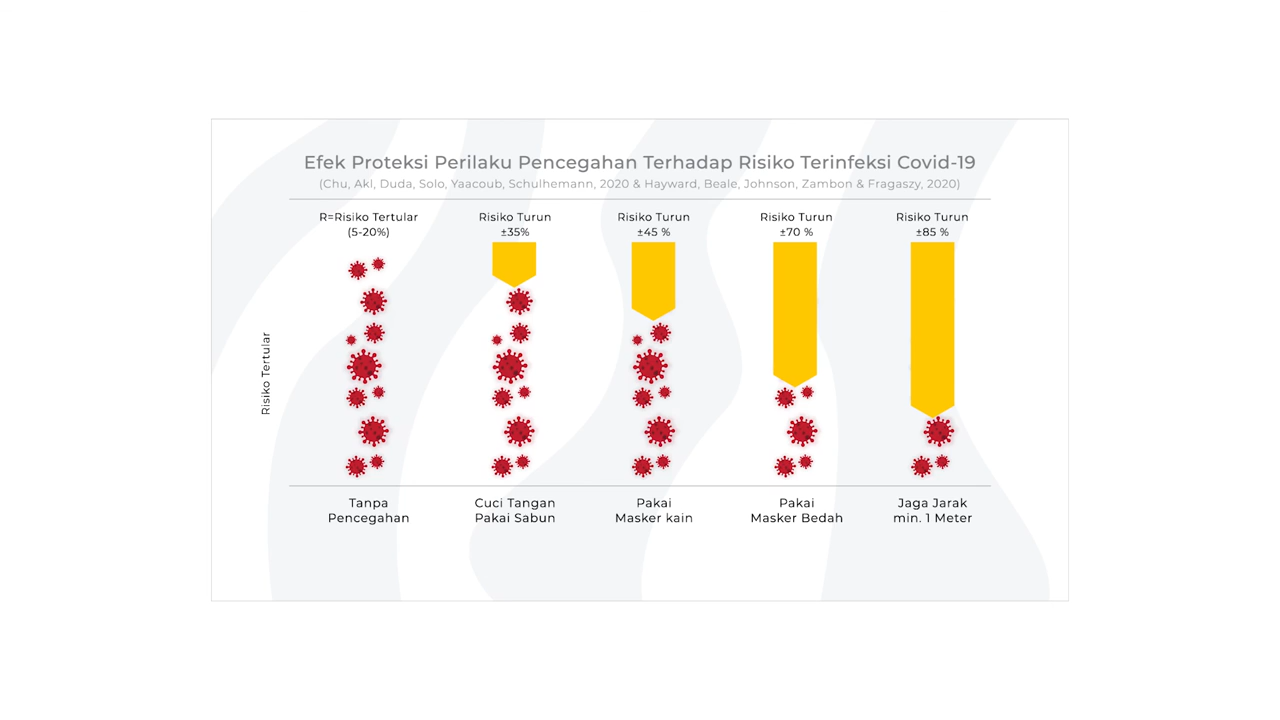 Efek Proteksi Perilaku Pencegahan Terhadap Risiko Terinfeksi Covid-19
(Chu, Akl, Duda, Solo, Yaacoub, Schulhemann, 2020 & Hayward, Beale, Johnson, Zambon & Fragaszy, 2020)
R=Risiko Tertular
(5-20%)
Risiko Turun
±35%
Risiko Turun
±45 %
Risiko Turun
±70 %
Risiko Turun
±85 %
Risiko Tertular
Tanpa
Pencegahan
Cuci Tangan
Pakai Sabun
Pakai
Masker kain
Pakai
Masker Bedah
Jaga Jarak
min. 1 Meter